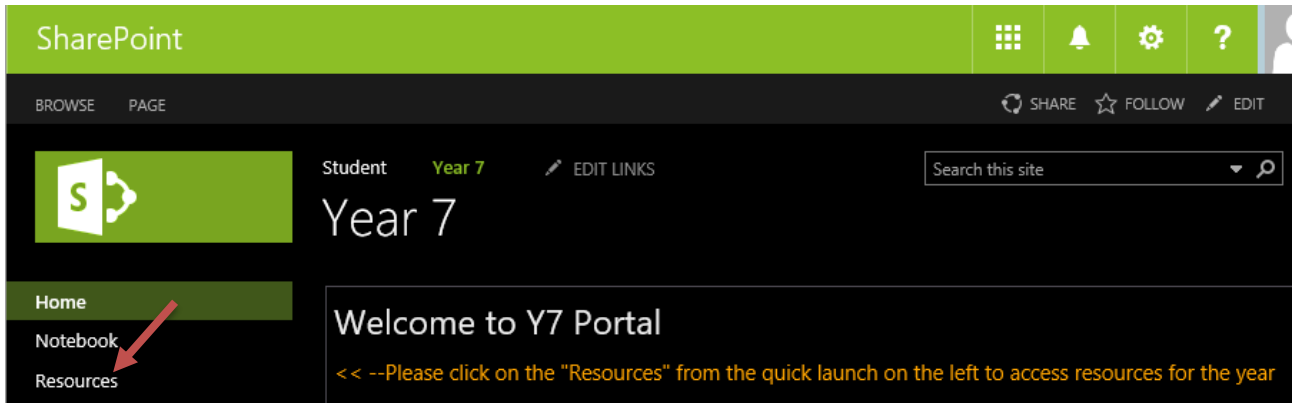 SharePoint
?
BROWSE PAGE SHARE FOLLOW EDIT
S
Student Year 7 EDIT LINKS Search this site
Year 7
Home
Notebook
Resources
Welcome to Y7 Portal
<< --Please click on the "Resources" from the quick launch on the left to access resources for the year